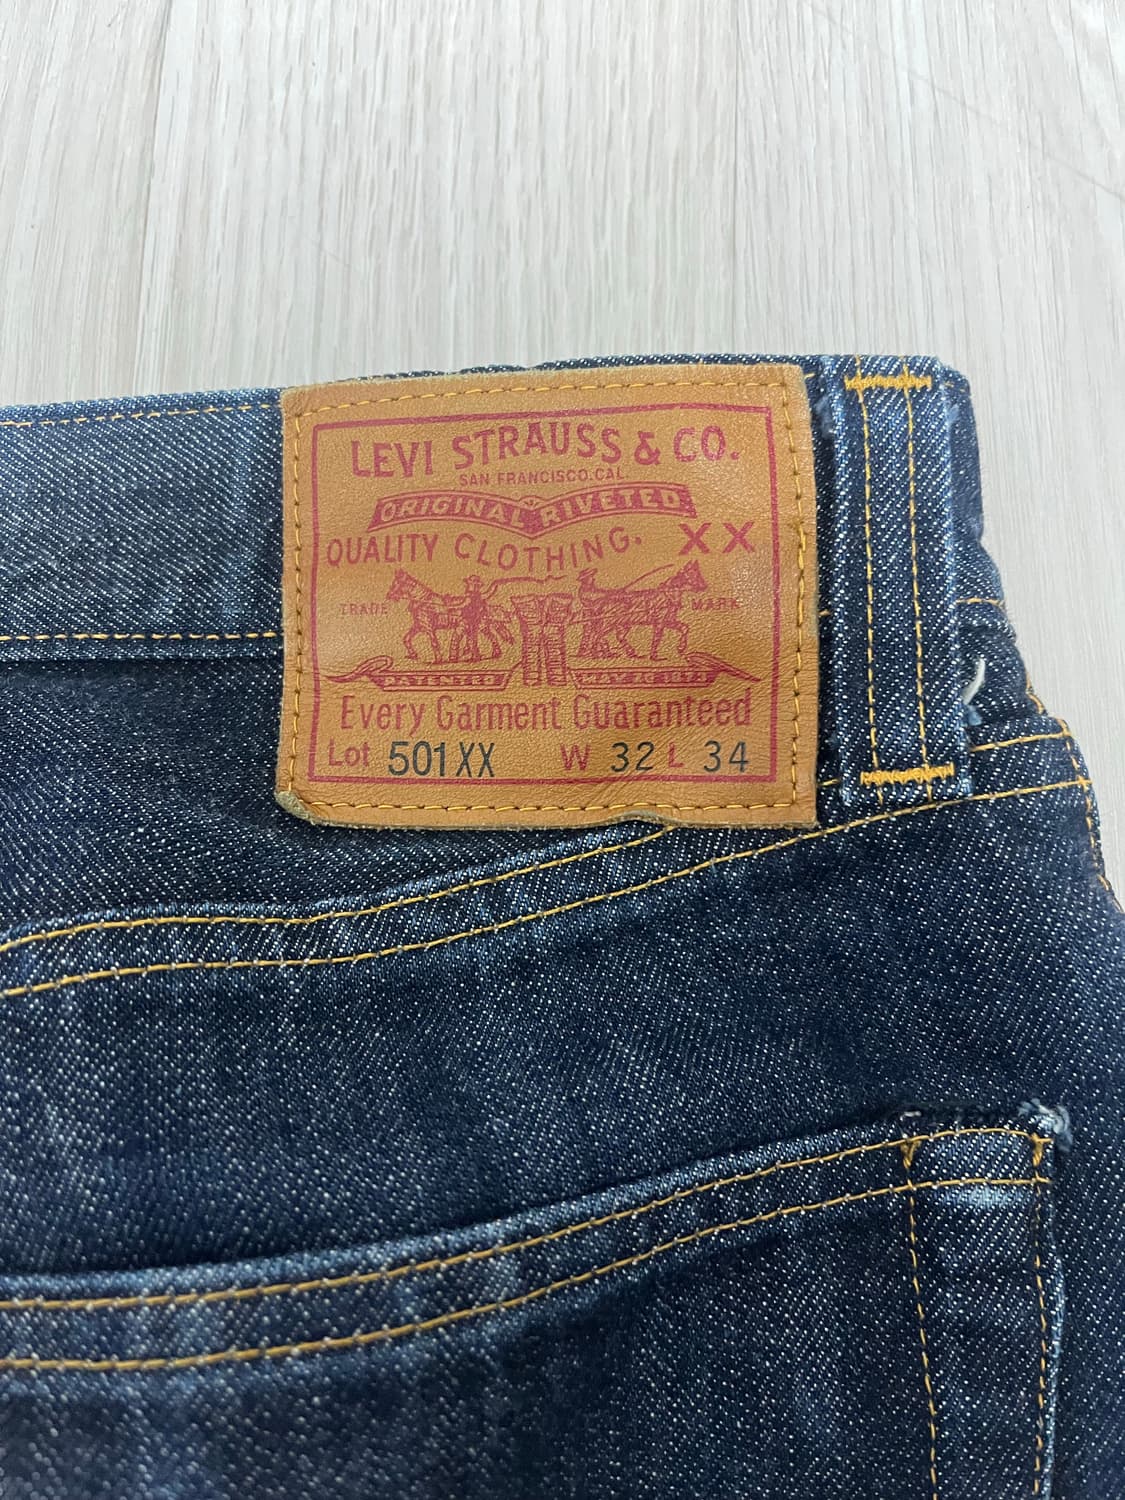 LEVI STRAUSS & CO.
SAN FRANCISCO.CAL.
ORIGINAL RIVETED
QUALITY CLOTHING. XX
TRADE MARK
PATENTED MAY 20 1873
Every Garment Guaranteed
Lot 501XX W 32 L 34